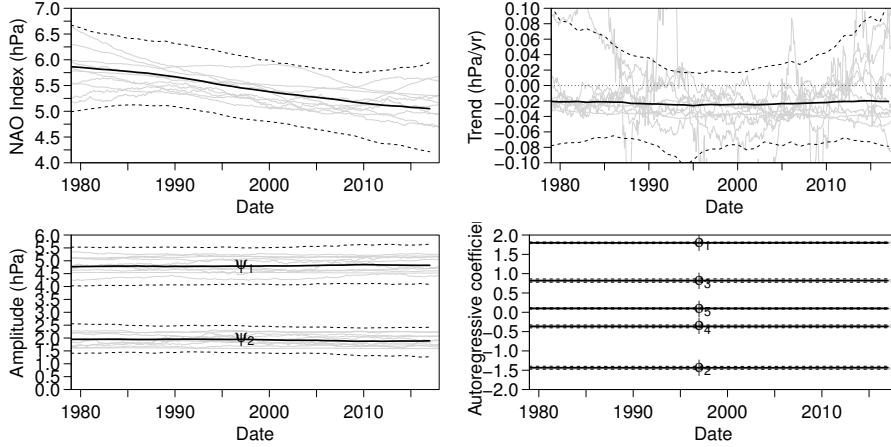 7.0
6.5
6.0
5.5
5.0
4.5
4.0
NAO Index (hPa)
1980 1990 2000 2010
Date
0.10
0.08
0.06
0.04
0.02
0.00
−0.02
−0.04
−0.06
−0.10
Trend (hPa/yr)
1980 1990 2000 2010
Date
6.0
5.5
5.0
4.5
4.0
3.5
3.0
2.5
2.0
1.5
1.0
0.5
0.0
Amplitude (hPa)
ψ1
ψ2
1980 1990 2000 2010
Date
2.0
1.5
1.0
0.5
0.0
−0.5
−1.0
−1.5
−2.0
Autoregressive coefficien
ϕ1
ϕ3
ϕ5
ϕ4
ϕ2
1980 1990 2000 2010
Date